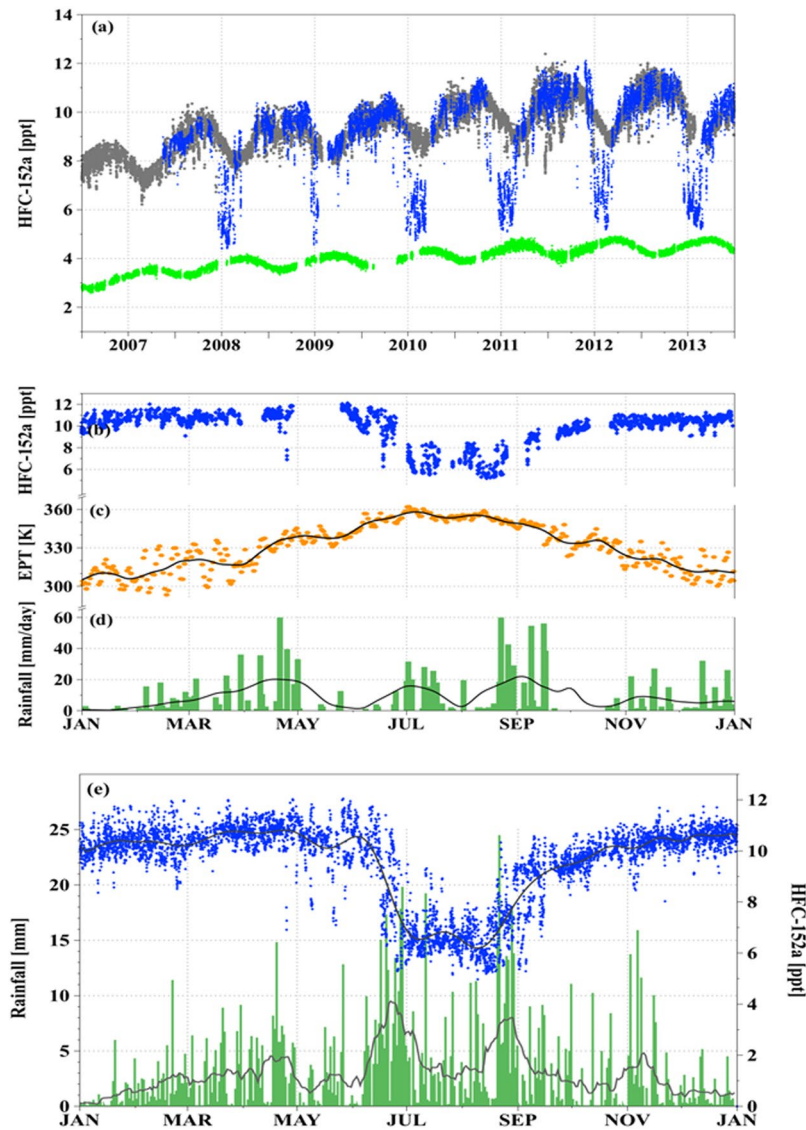 (a)
HFC-152a [ppt]
14
12
10
8
6
4
2
2007 2008 2009 2010 2011 2012 2013
(b)
HFC-152a [ppt]
12
10
8
6
(c)
EPT [K]
360
330
300
(d)
Rainfall [mm/day]
60
40
20
0
JAN MAR MAY JUL SEP NOV JAN
(e)
Rainfall [mm]
25
20
15
10
5
0
HFC-152a [ppt]
12
10
8
6
4
2
0
JAN MAR MAY JUL SEP NOV JAN